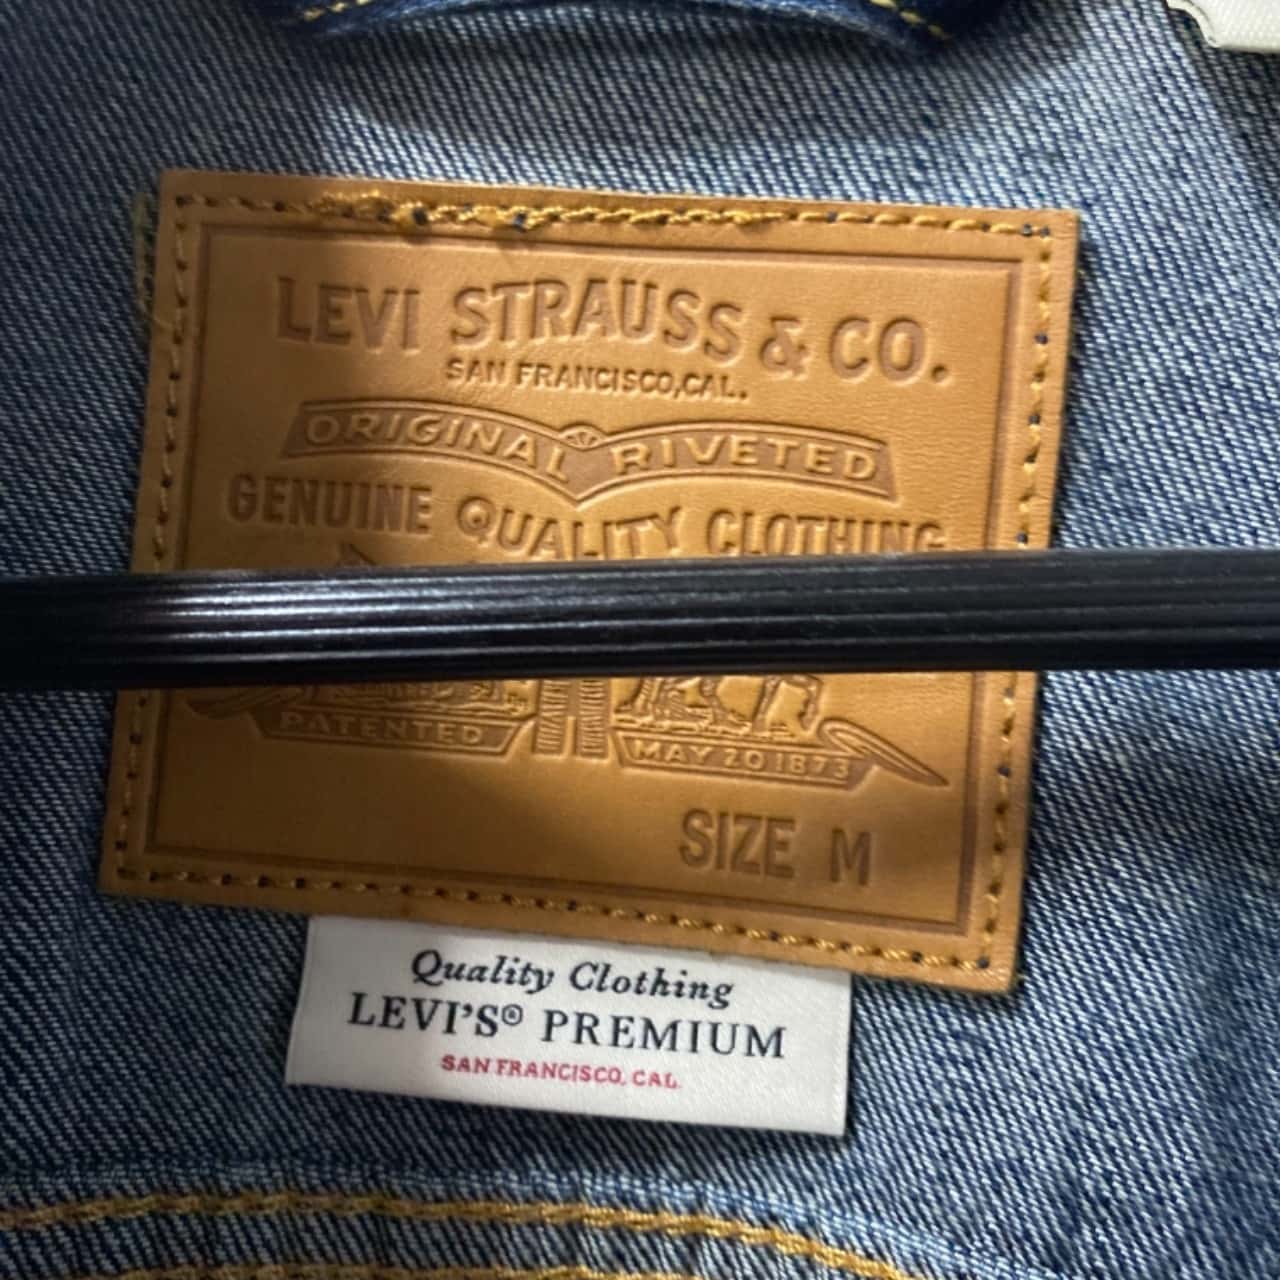 LEVI STRAUSS & CO.
SAN FRANCISCO, CAL.
ORIGINAL RIVETED
GENUINE QUALITY CLOTHING
PATENTED
MAY 20 1873
SIZE M
Quality Clothing
LEVI'S® PREMIUM
SAN FRANCISCO, CAL.